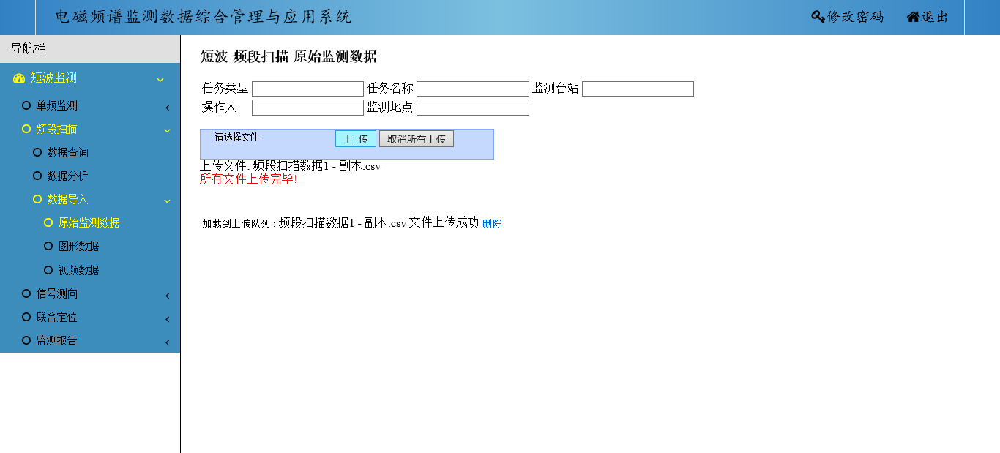 电磁频谱监测数据综合管理与应用系统
修改密码
退出
导航栏
短波监测
单频监测
频段扫描
数据查询
数据分析
数据导入
原始监测数据
图形数据
视频数据
信号测向
联合定位
监测报告
短波-频段扫描-原始监测数据
任务类型 任务名称 监测台站
操作人 监测地点
请选择文件 上 传 取消所有上传
上传文件: 频段扫描数据1 - 副本.csv
所有文件上传完毕!
加载到上传队列 : 频段扫描数据1 - 副本.csv 文件上传成功 删除